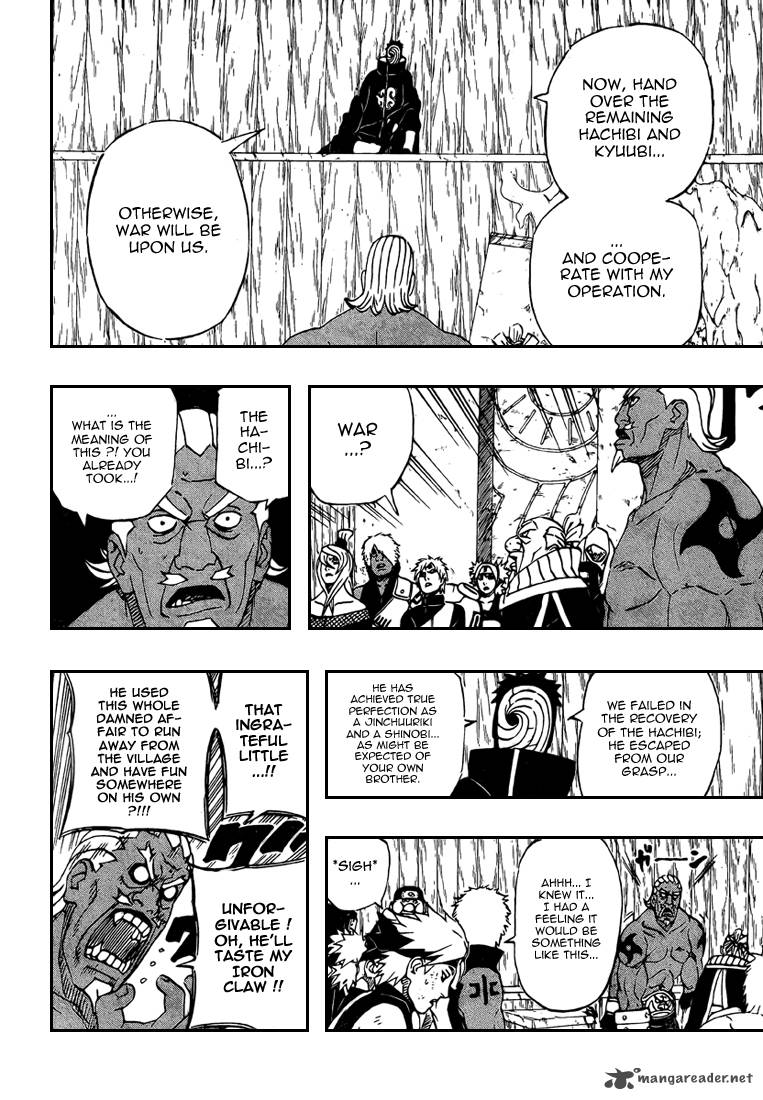 NOW, HAND
OVER THE
REMAINING
HACHIBI AND
KYUUBI...
...
AND COOPE-
RATE WITH MY
OPERATION.
OTHERWISE,
WAR WILL BE
UPON US.
WAR
...?
THE
HA-
CHI-
BI...?
...
WHAT IS THE
MEANING OF
THIS ?! YOU
ALREADY
TOOK...!
WE FAILED IN
THE RECOVERY
OF THE HACHIBI;
HE ESCAPED
FROM OUR
GRASP...
HE HAS
ACHIEVED TRUE
PERFECTION AS
A JINCHUURIKI
AND A SHINOBI...
AS MIGHT BE
EXPECTED OF
YOUR OWN
BROTHER.
ガーン
AHHH... I
KNEW IT...
I HAD A
FEELING IT
WOULD BE
SOMETHING
LIKE THIS...
*SIGH*
...
THAT
INGRA-
TEFUL
LITTLE
...!!
HE USED
THIS WHOLE
DAMNED AF-
FAIR TO RUN
AWAY FROM
THE VILLAGE
AND HAVE FUN
SOMEWHERE
ON HIS OWN
?!!!
UNFOR-
GIVABLE !
OH, HE'LL
TASTE MY
IRON
CLAW !!
mangareader.net